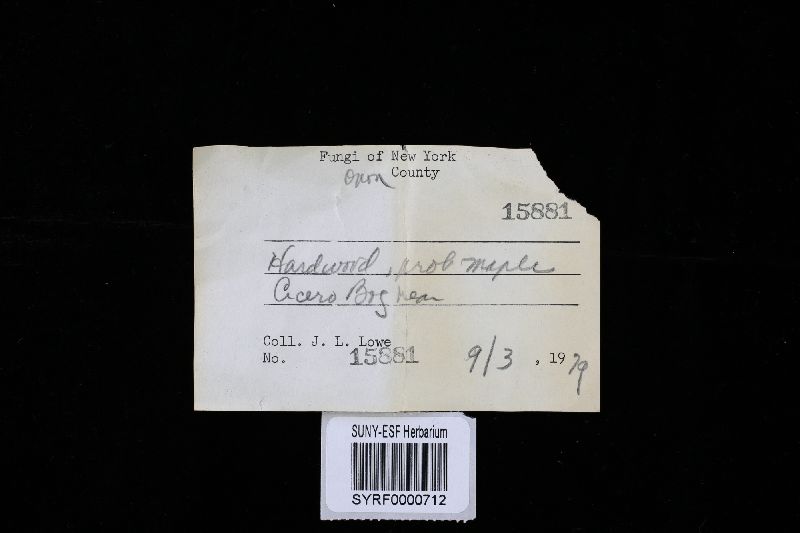 Fungi of New York
Onon County
15881
Hardwood, prob maple
Cicero Bog near
Coll. J. L. Lowe
No. 15881 9/3, 1979
SUNY-ESF Herbarium
SYRF0000712